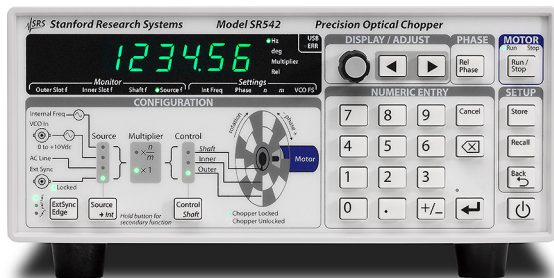 SRS Stanford Research Systems Model SR542 Precision Optical Chopper
1234.56
Hz
deg
Multiplier
Rel
USB
ERR
Monitor
Settings
Outer Slot f Inner Slot f Shaft f Source f Int Freq Phase n m VCO FS
DISPLAY / ADJUST
PHASE
Rel
Phase
MOTOR
Run Stop
Run /
Stop
CONFIGURATION
Internal Freq
VCO In
0 to +10Vdc
AC Line
Ext Sync
Locked
Source
Multiplier
× n/m
× 1
Control
Shaft
Inner
Outer
rotation
phase +
Motor
Chopper Locked
Chopper Unlocked
ExtSync
Edge
Source
→ Int
Hold button for
secondary function
Control
Shaft
NUMERIC ENTRY
7 8 9 Cancel
4 5 6
1 2 3
0 . +/_
SETUP
Store
Recall
Back